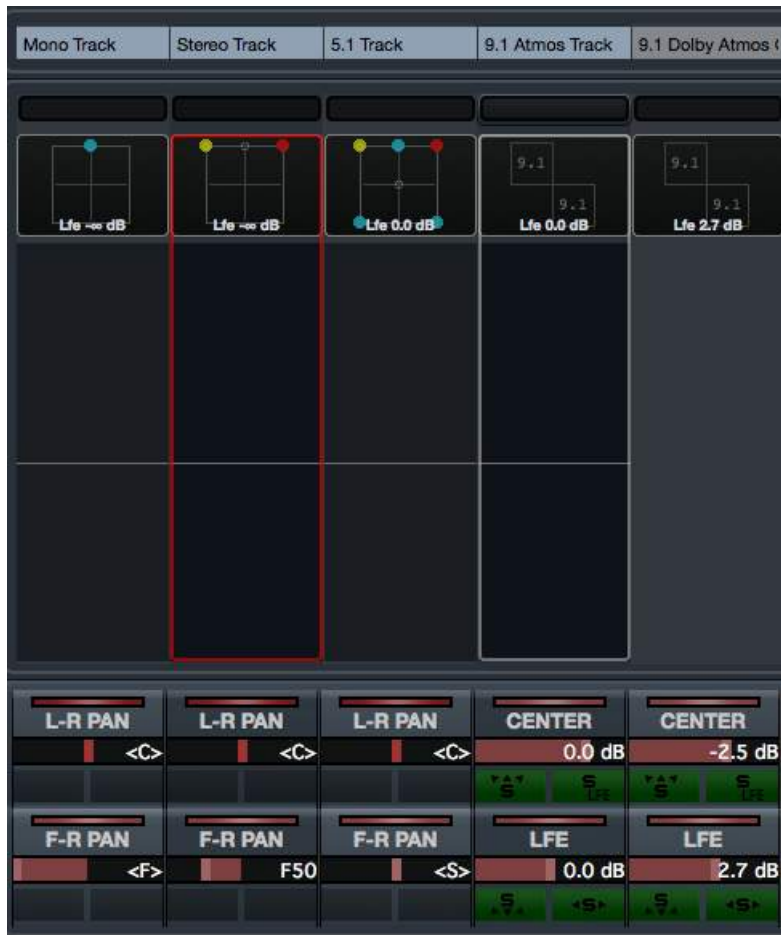 Mono Track Stereo Track 5.1 Track 9.1 Atmos Track 9.1 Dolby Atmos
9.1 9.1
9.1 9.1
Lfe -∞ dB Lfe -∞ dB Lfe 0.0 dB Lfe 0.0 dB Lfe 2.7 dB
L-R PAN L-R PAN L-R PAN CENTER CENTER
<C> <C> <C> 0.0 dB -2.5 dB
S S LFE S S LFE
F-R PAN F-R PAN F-R PAN LFE LFE
<F> F50 <S> 0.0 dB 2.7 dB
S S S S